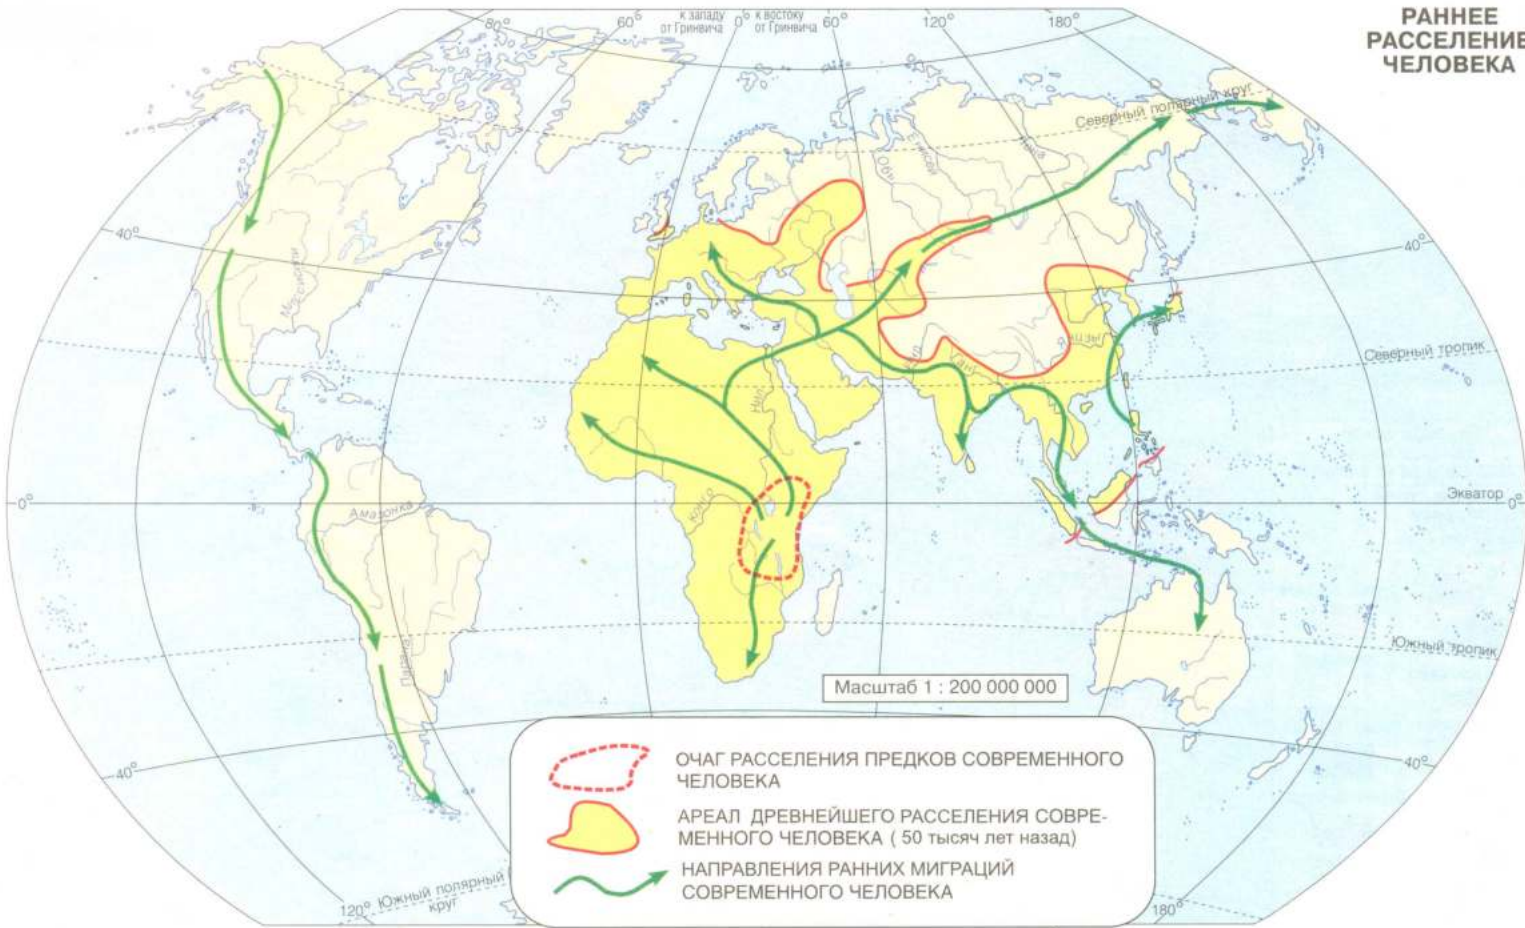 РАННЕЕ
РАССЕЛЕНИЕ
ЧЕЛОВЕКА
80°
60°
к западу
от Гринвича
0°
к востоку
от Гринвича
60°
120°
180°
Северный полярный круг
Обь
Енисей
Лена
40°
40°
Миссисипи
Янцзы
Инд
Ганг
Северный тропик
Нил
Конго
0°
Амазонка
Экватор
0°
Парана
Южный тропик
Масштаб 1 : 200 000 000
40°
40°
ОЧАГ РАССЕЛЕНИЯ ПРЕДКОВ СОВРЕМЕННОГО
ЧЕЛОВЕКА
АРЕАЛ ДРЕВНЕЙШЕГО РАССЕЛЕНИЯ СОВРЕ-
МЕННОГО ЧЕЛОВЕКА ( 50 тысяч лет назад)
НАПРАВЛЕНИЯ РАННИХ МИГРАЦИЙ
СОВРЕМЕННОГО ЧЕЛОВЕКА
120°
Южный полярный
круг
180°